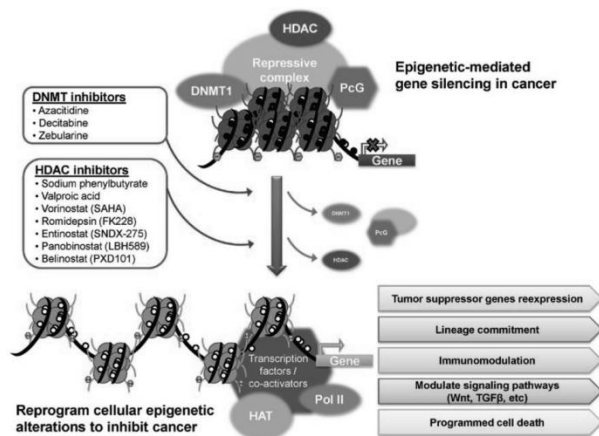 HDAC
Repressive
complex
DNMT1
PcG
Epigenetic-mediated
gene silencing in cancer
Gene
DNMT inhibitors
• Azacitidine
• Decitabine
• Zebularine
HDAC inhibitors
• Sodium phenylbutyrate
• Valproic acid
• Vorinostat (SAHA)
• Romidepsin (FK228)
• Entinostat (SNDX-275)
• Panobinostat (LBH589)
• Belinostat (PXD101)
DNMT1
PcG
HDAC
Transcription
factors /
co-activators
Gene
Pol II
HAT
Reprogram cellular epigenetic
alterations to inhibit cancer
Tumor suppressor genes reexpression
Lineage commitment
Immunomodulation
Modulate signaling pathways
(Wnt, TGFβ, etc)
Programmed cell death